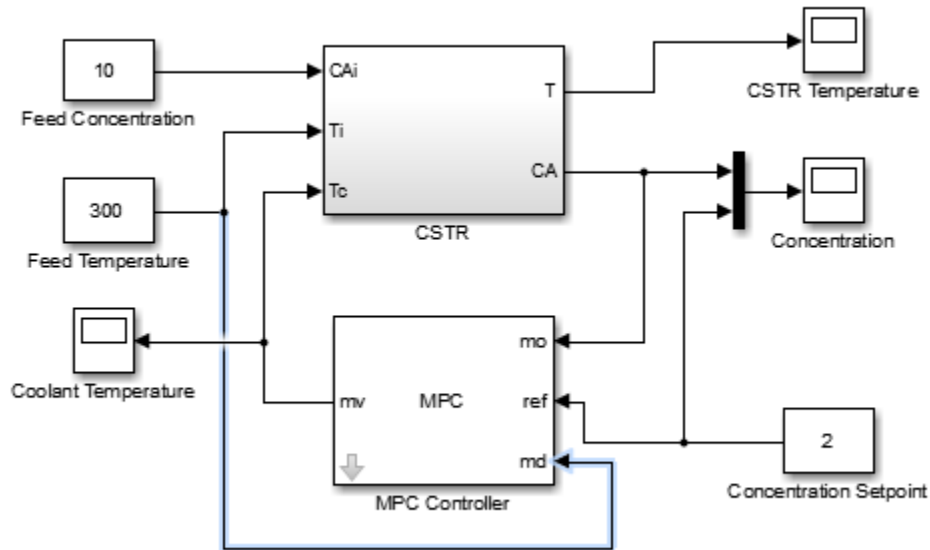 10
Feed Concentration
CAi
Ti
Tc
T
CA
CSTR
CSTR Temperature
300
Feed Temperature
Concentration
Coolant Temperature
mo
mv
MPC
ref
md
MPC Controller
2
Concentration Setpoint